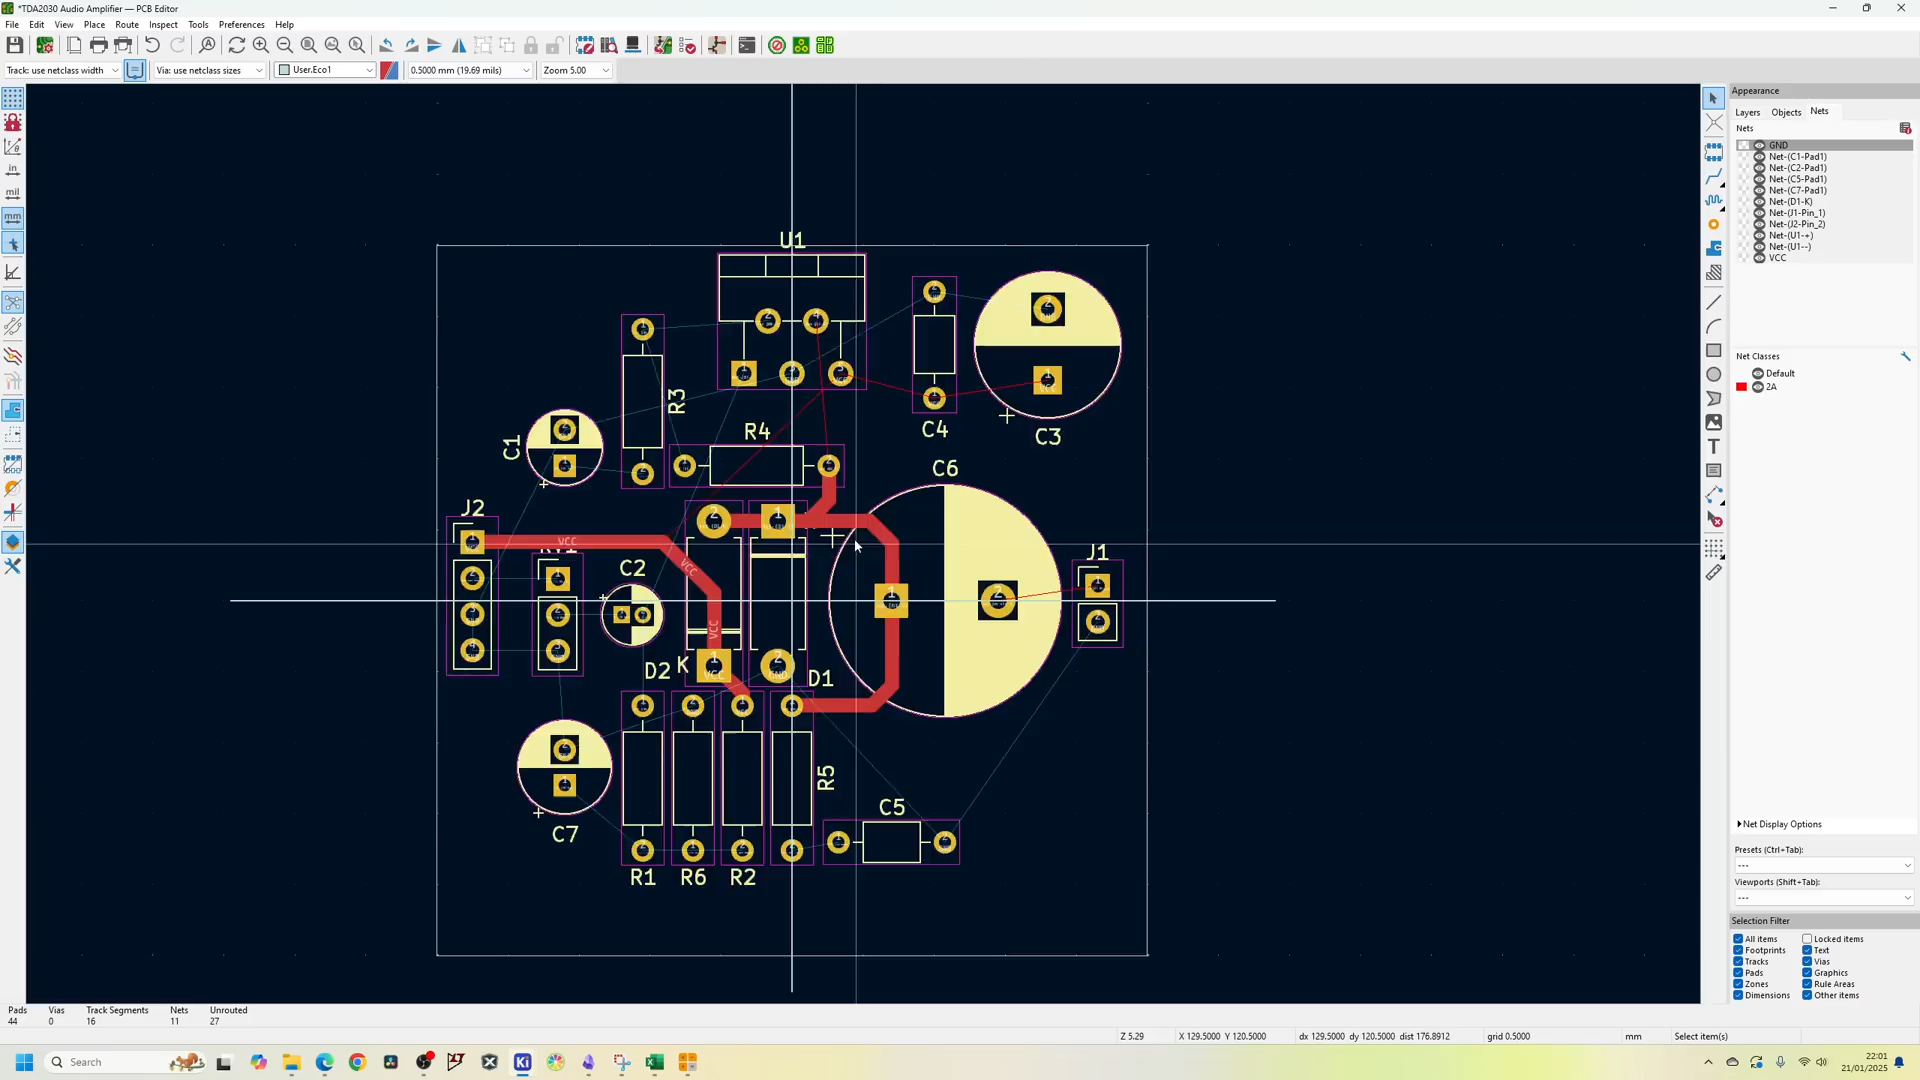 *TDA2030 Audio Amplifier — PCB Editor
File Edit View Place Route Inspect Tools Preferences Help
Track: use netclass width Via: use netclass sizes User.Eco1 0.5000 mm (19.69 mils) Zoom 5.00
in
mil
mm
Appearance
Layers Objects Nets
Nets
GND
Net-(C1-Pad1)
Net-(C2-Pad1)
Net-(C5-Pad1)
Net-(C7-Pad1)
Net-(D1-K)
Net-(J1-Pin_1)
Net-(J2-Pin_2)
Net-(U1-+)
Net-(U1--)
VCC
Net Classes
Default
2A
Net Display Options
Presets (Ctrl+Tab):
---
Viewports (Shift+Tab):
---
Selection Filter
All items Locked items
Footprints Text
Tracks Vias
Pads Graphics
Zones Rule Areas
Dimensions Other items
U1
R3
C1
R4
C4
C3
C6
J2
J1
VCC
VCC
VCC
VCC
C2
D2 K
D1
R5
C7
C5
R1 R6 R2
Pads Vias Track Segments Nets Unrouted
44 0 16 11 27
Z 5.29 X 129.5000 Y 120.5000 dx 129.5000 dy 120.5000 dist 176.8912 grid 0.5000 mm Select item(s)
Search
22:01
21/01/2025